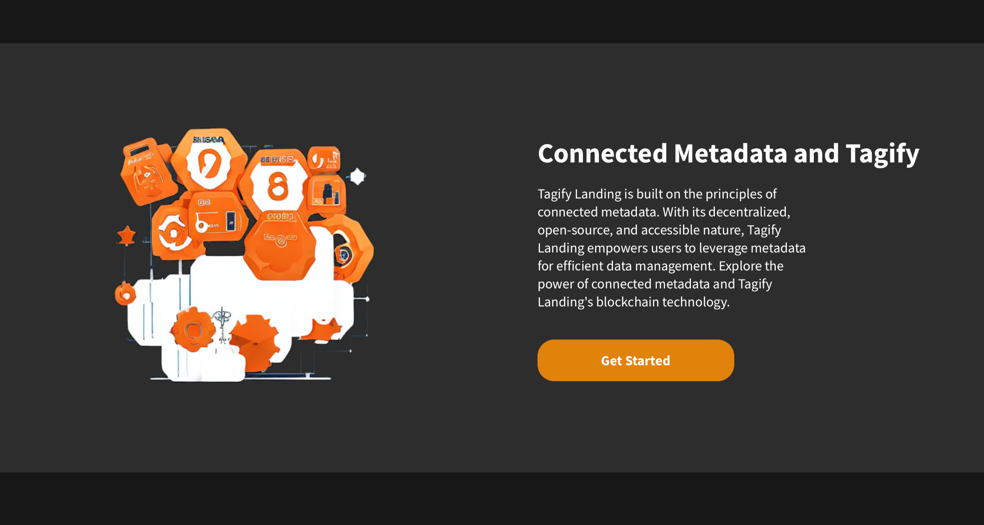 Connected Metadata and Tagify
Tagify Landing is built on the principles of
connected metadata. With its decentralized,
open-source, and accessible nature, Tagify
Landing empowers users to leverage metadata
for efficient data management. Explore the
power of connected metadata and Tagify
Landing's blockchain technology.
Get Started